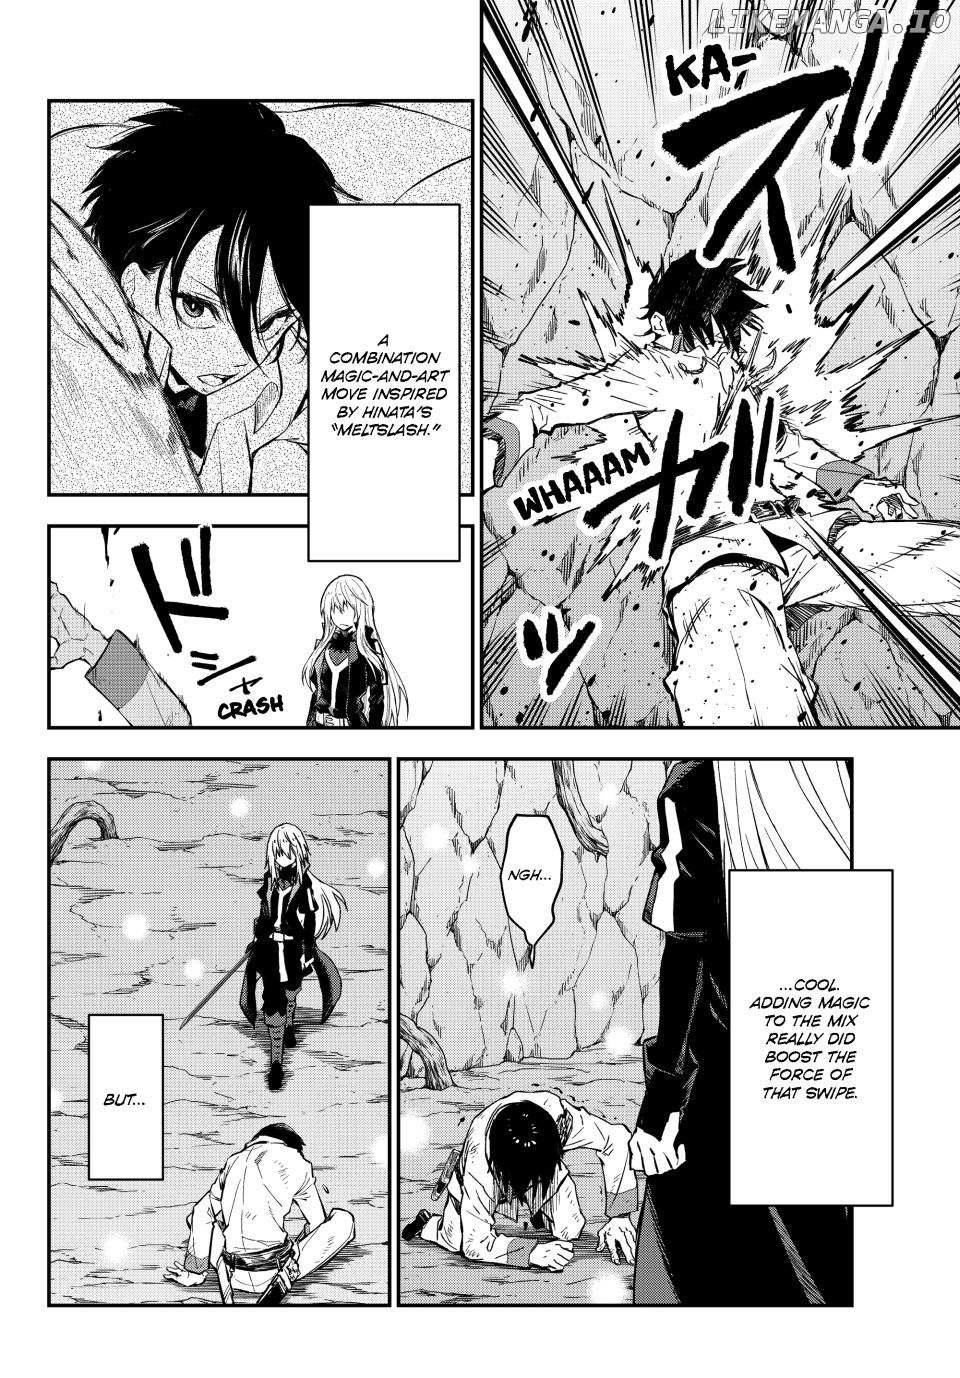 LIKEMANGA.IO
KA-
ズガッ
WHAAAM
A
COMBINATION
MAGIC-AND-ART
MOVE INSPIRED
BY HINATA'S
"MELTSLASH."
ドシャ
CRASH
NGH...
...COOL.
ADDING MAGIC
TO THE MIX
REALLY DID
BOOST THE
FORCE OF
THAT SWIPE.
BUT...